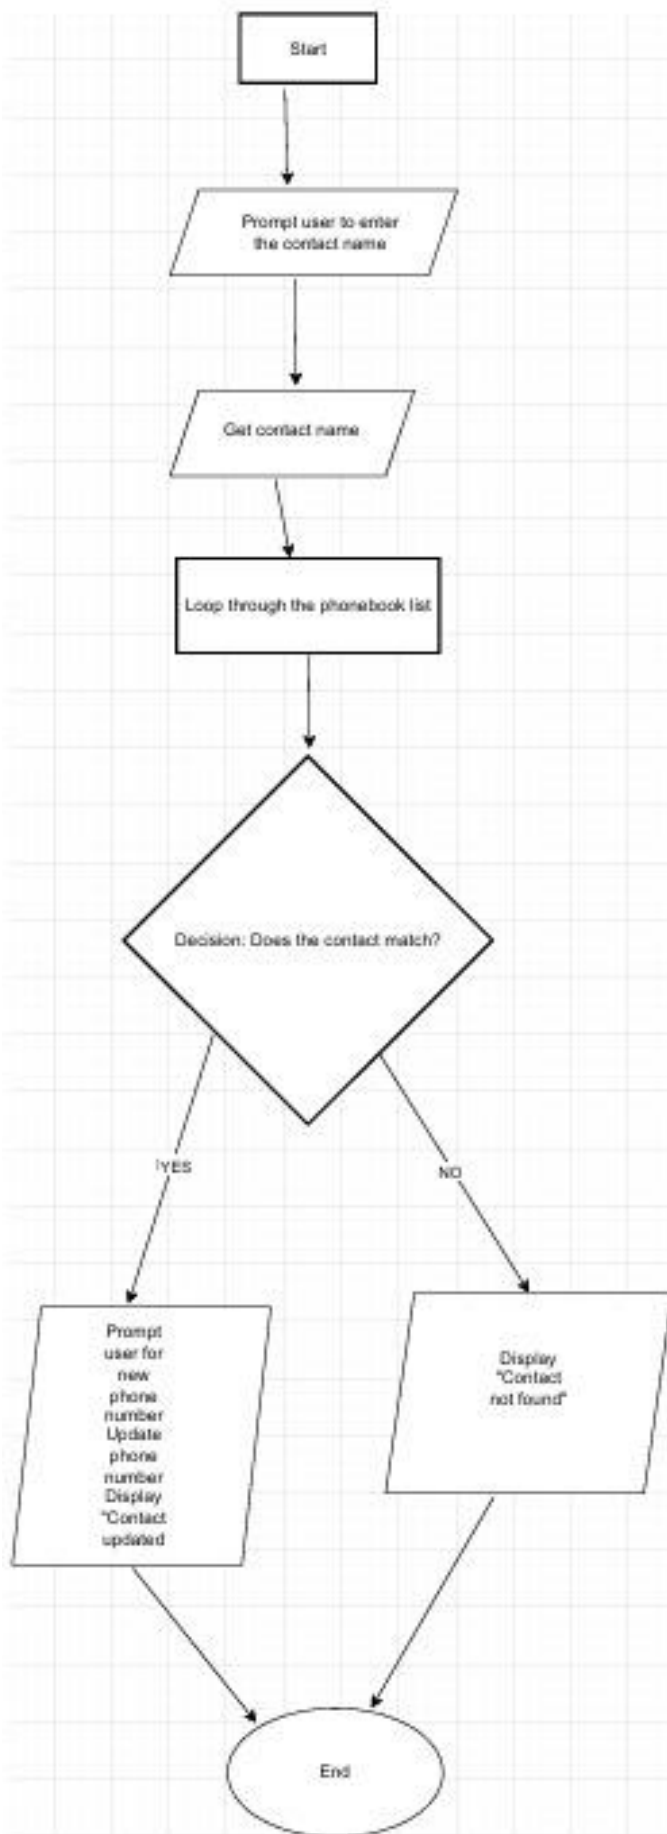 Start
Prompt user to enter
the contact name
Get contact name
Loop through the phonebook list
Decision: Does the contact match?
YES
NO
Prompt
user for
new
phone
number
Update
phone
number
Display
"Contact
updated
Display
"Contact
not found"
End